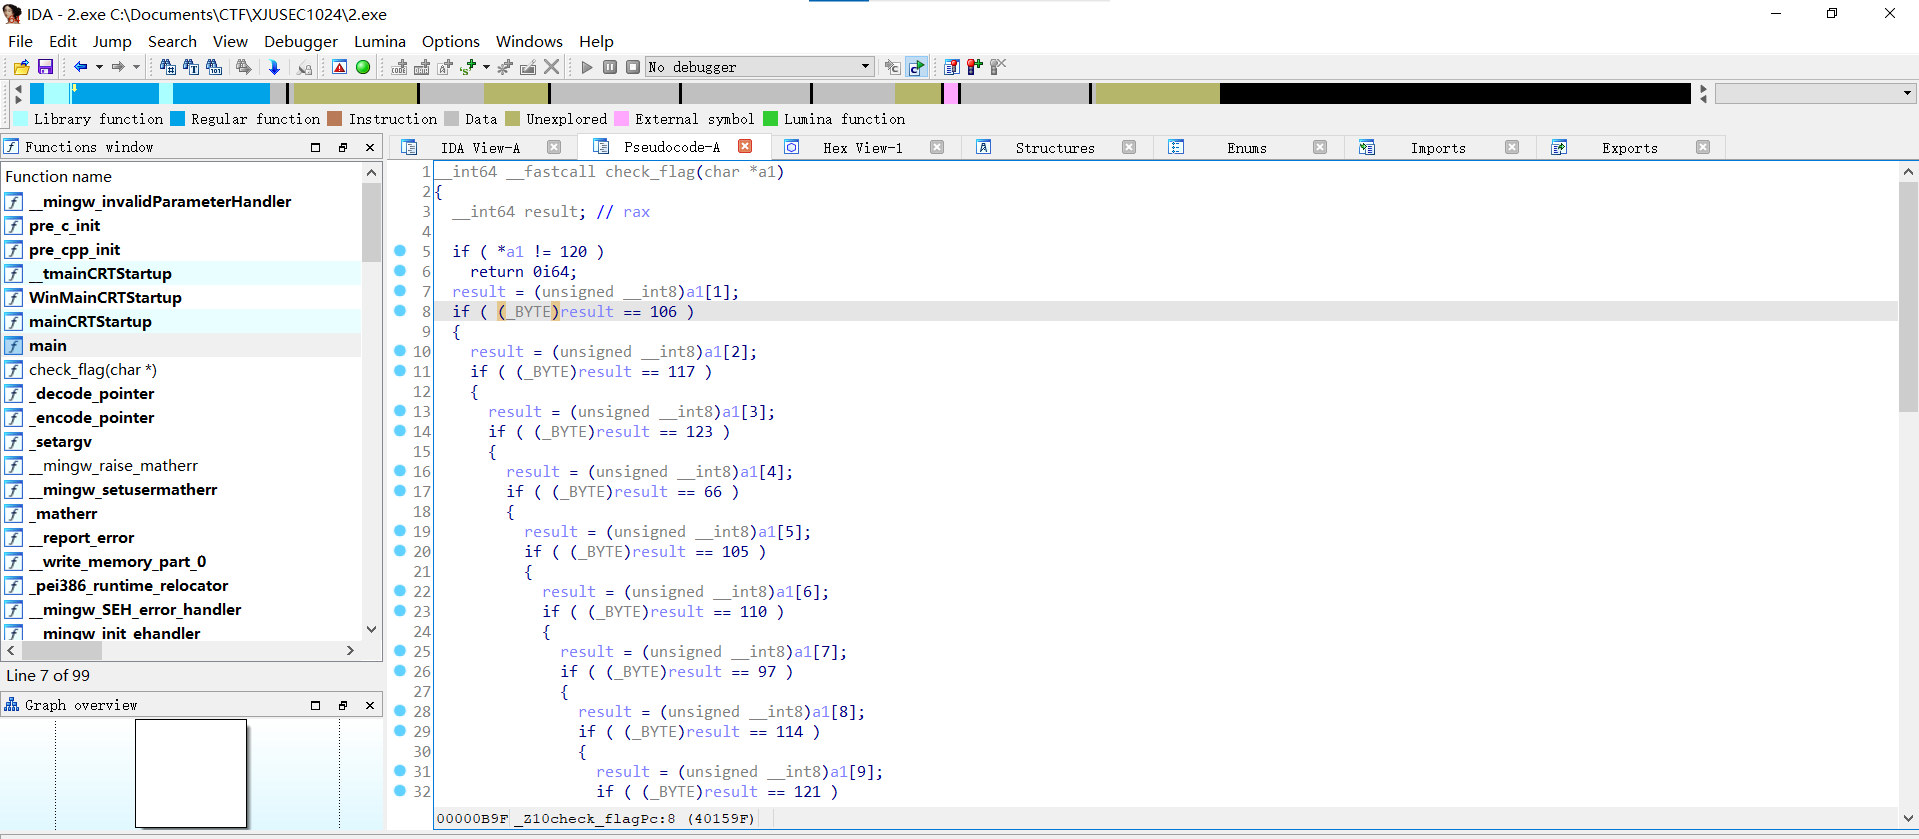 IDA - 2.exe C:\Documents\CTF\XJUSEC1024\2.exe
File Edit Jump Search View Debugger Lumina Options Windows Help
No debugger
Library function Regular function Instruction Data Unexplored External symbol Lumina function
Functions window
Function name
__mingw_invalidParameterHandler
pre_c_init
pre_cpp_init
__tmainCRTStartup
WinMainCRTStartup
mainCRTStartup
main
check_flag(char *)
_decode_pointer
_encode_pointer
_setargv
__mingw_raise_matherr
__mingw_setusermatherr
_matherr
__report_error
__write_memory_part_0
_pei386_runtime_relocator
__mingw_SEH_error_handler
__mingw_init_ehandler
Line 7 of 99
Graph overview
IDA View-A Pseudocode-A Hex View-1 Structures Enums Imports Exports
1 __int64 __fastcall check_flag(char *a1)
2 {
3 __int64 result; // rax
4
5 if ( *a1 != 120 )
6 return 0i64;
7 result = (unsigned __int8)a1[1];
8 if ( (_BYTE)result == 106 )
9 {
10 result = (unsigned __int8)a1[2];
11 if ( (_BYTE)result == 117 )
12 {
13 result = (unsigned __int8)a1[3];
14 if ( (_BYTE)result == 123 )
15 {
16 result = (unsigned __int8)a1[4];
17 if ( (_BYTE)result == 66 )
18 {
19 result = (unsigned __int8)a1[5];
20 if ( (_BYTE)result == 105 )
21 {
22 result = (unsigned __int8)a1[6];
23 if ( (_BYTE)result == 110 )
24 {
25 result = (unsigned __int8)a1[7];
26 if ( (_BYTE)result == 97 )
27 {
28 result = (unsigned __int8)a1[8];
29 if ( (_BYTE)result == 114 )
30 {
31 result = (unsigned __int8)a1[9];
32 if ( (_BYTE)result == 121 )
00000B9F _Z10check_flagPc:8 (40159F)